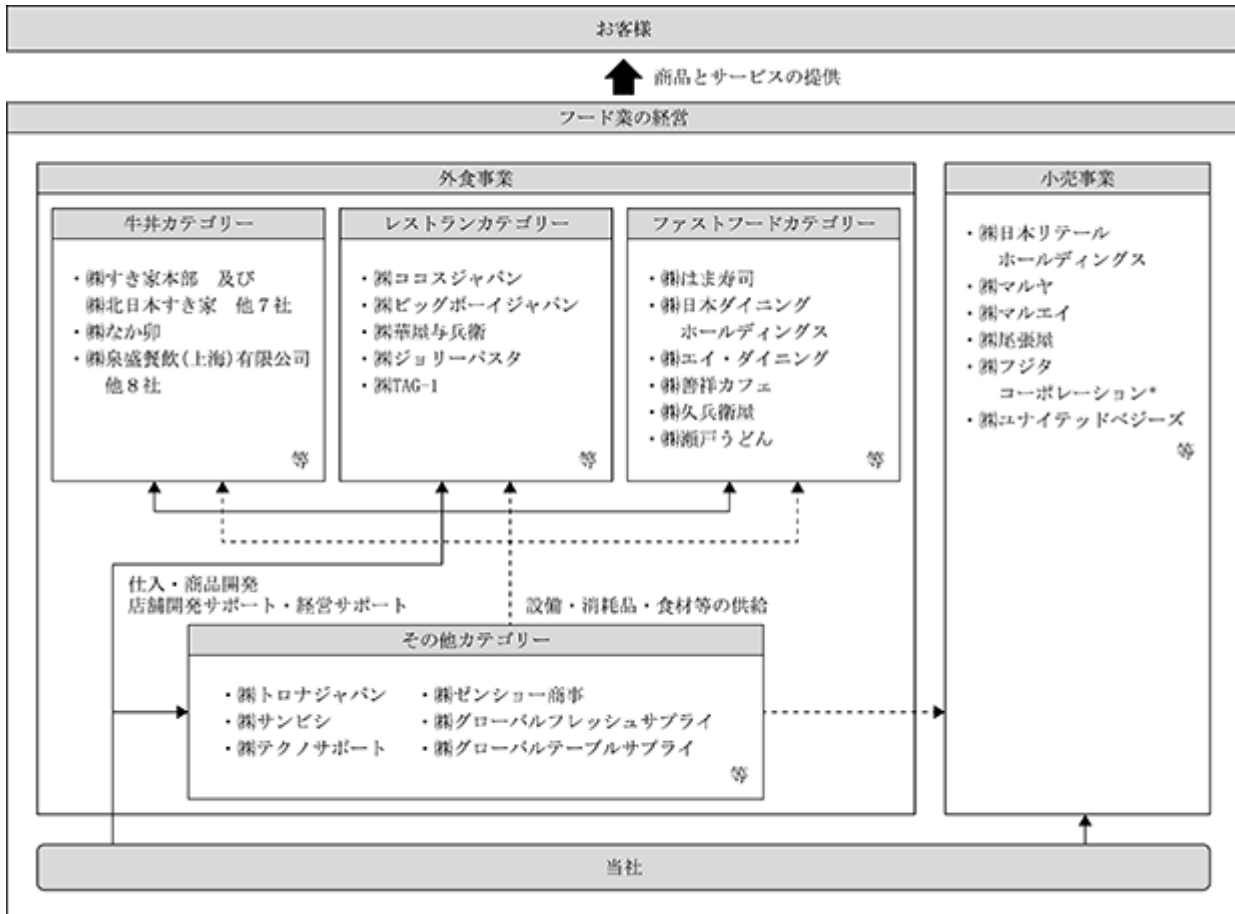 お客様
商品とサービスの提供
フード業の経営
外食事業
牛丼カテゴリー
・㈱すき家本部　及び
㈱北日本すき家　他7社
・㈱なか卯
・㈱泉盛餐飲(上海)有限公司
他8社
等
レストランカテゴリー
・㈱ココスジャパン
・㈱ビッグボーイジャパン
・㈱華屋与兵衛
・㈱ジョリーパスタ
・㈱TAG-1
等
ファストフードカテゴリー
・㈱はま寿司
・㈱日本ダイニング
ホールディングス
・㈱エイ・ダイニング
・㈱善祥カフェ
・㈱久兵衛屋
・㈱瀬戸うどん
等
小売事業
・㈱日本リテール
ホールディングス
・㈱マルヤ
・㈱マルエイ
・㈱尾張屋
・㈱フジタ
コーポレーション*
・㈱ユナイテッドベジーズ
等
仕入・商品開発
店舗開発サポート・経営サポート
設備・消耗品・食材等の供給
その他カテゴリー
・㈱トロナジャパン
・㈱サンビシ
・㈱テクノサポート
・㈱ゼンショー商事
・㈱グローバルフレッシュサプライ
・㈱グローバルテーブルサプライ
等
当社